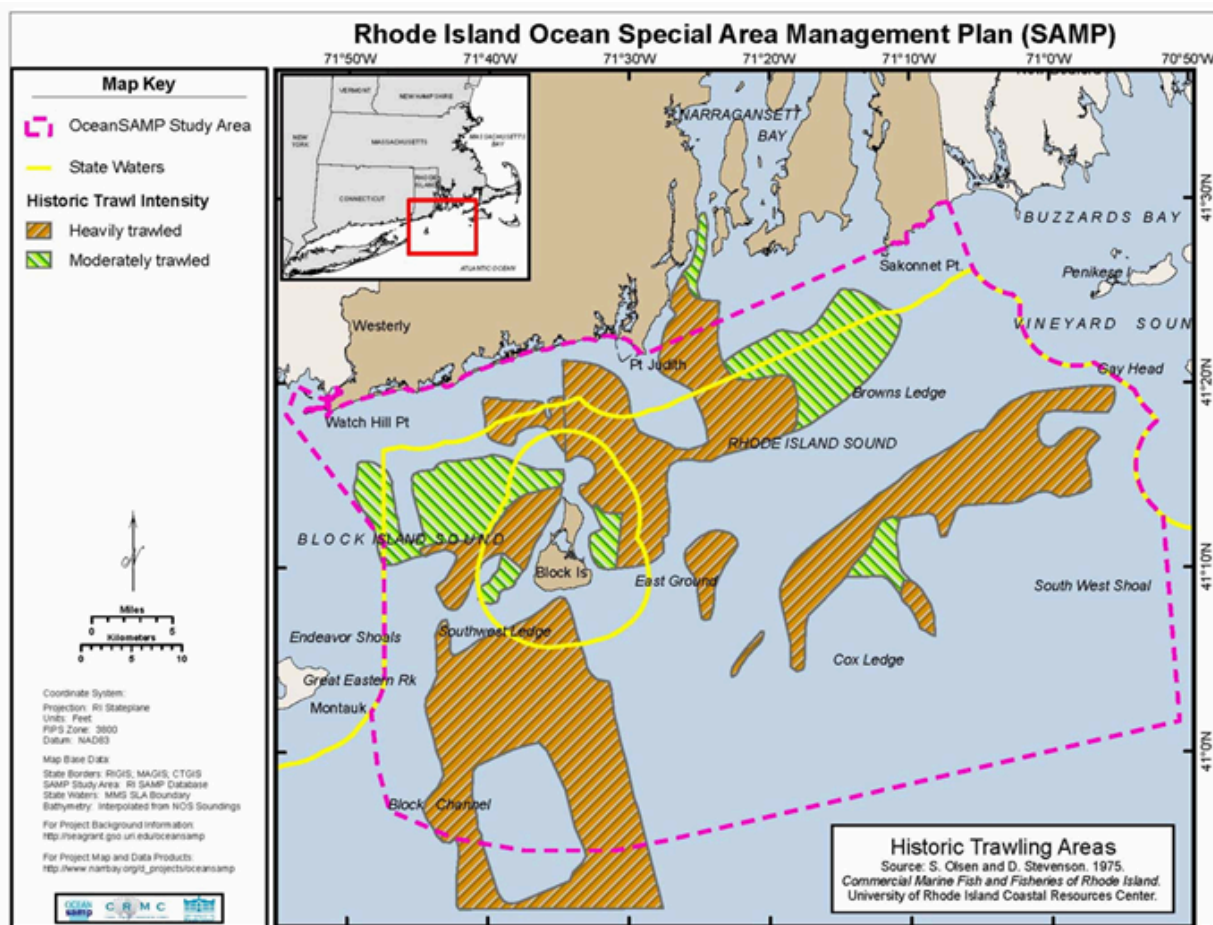 Rhode Island Ocean Special Area Management Plan (SAMP)
71°50'W 71°40'W 71°30'W 71°20'W 71°10'W 71°0'W 70°50'W
Map Key
OceanSAMP Study Area
State Waters
Historic Trawl Intensity
Heavily trawled
Moderately trawled
VERMONT
NEW HAMPSHIRE
NEW YORK
MASSACHUSETTS
MASSACHUSETTS BAY
CONNECTICUT
RHODE ISLAND
ATLANTIC OCEAN
NARRAGANSETT
BAY
41°30'N
BUZZARDS BAY
Sakonnet Pt.
Penikese I
Westerly
VINEYARD SOUN
Pt Judith
Gay Head
41°20'N
Browns Ledge
Watch Hill Pt
RHODE ISLAND SOUND
BLOCK ISLAND SOUND
Block Is
East Ground
41°10'N
South West Shoal
Southwest Ledge
Endeavor Shoals
Cox Ledge
Great Eastern Rk
Montauk
41°0'N
Block Channel
Miles
0 5
Kilometers
0 5 10
Coordinate System:
Projection: RI Stateplane
Units: Feet
FIPS Zone: 3800
Datum: NAD83
Map Base Data:
State Borders: RIGIS; MAGIS; CTGIS
SAMP Study Area: RI SAMP Database
State Waters: MMS SLA Boundary
Bathymetry: Interpolated from NOS Soundings
For Project Background Information:
http://seagrant.gso.uri.edu/oceansamp
For Project Map and Data Products:
http://www.narrbay.org/d_projects/oceansamp
OCEAN
samp
CRMC
Historic Trawling Areas
Source: S. Olsen and D. Stevenson. 1975.
Commercial Marine Fish and Fisheries of Rhode Island.
University of Rhode Island Coastal Resources Center.